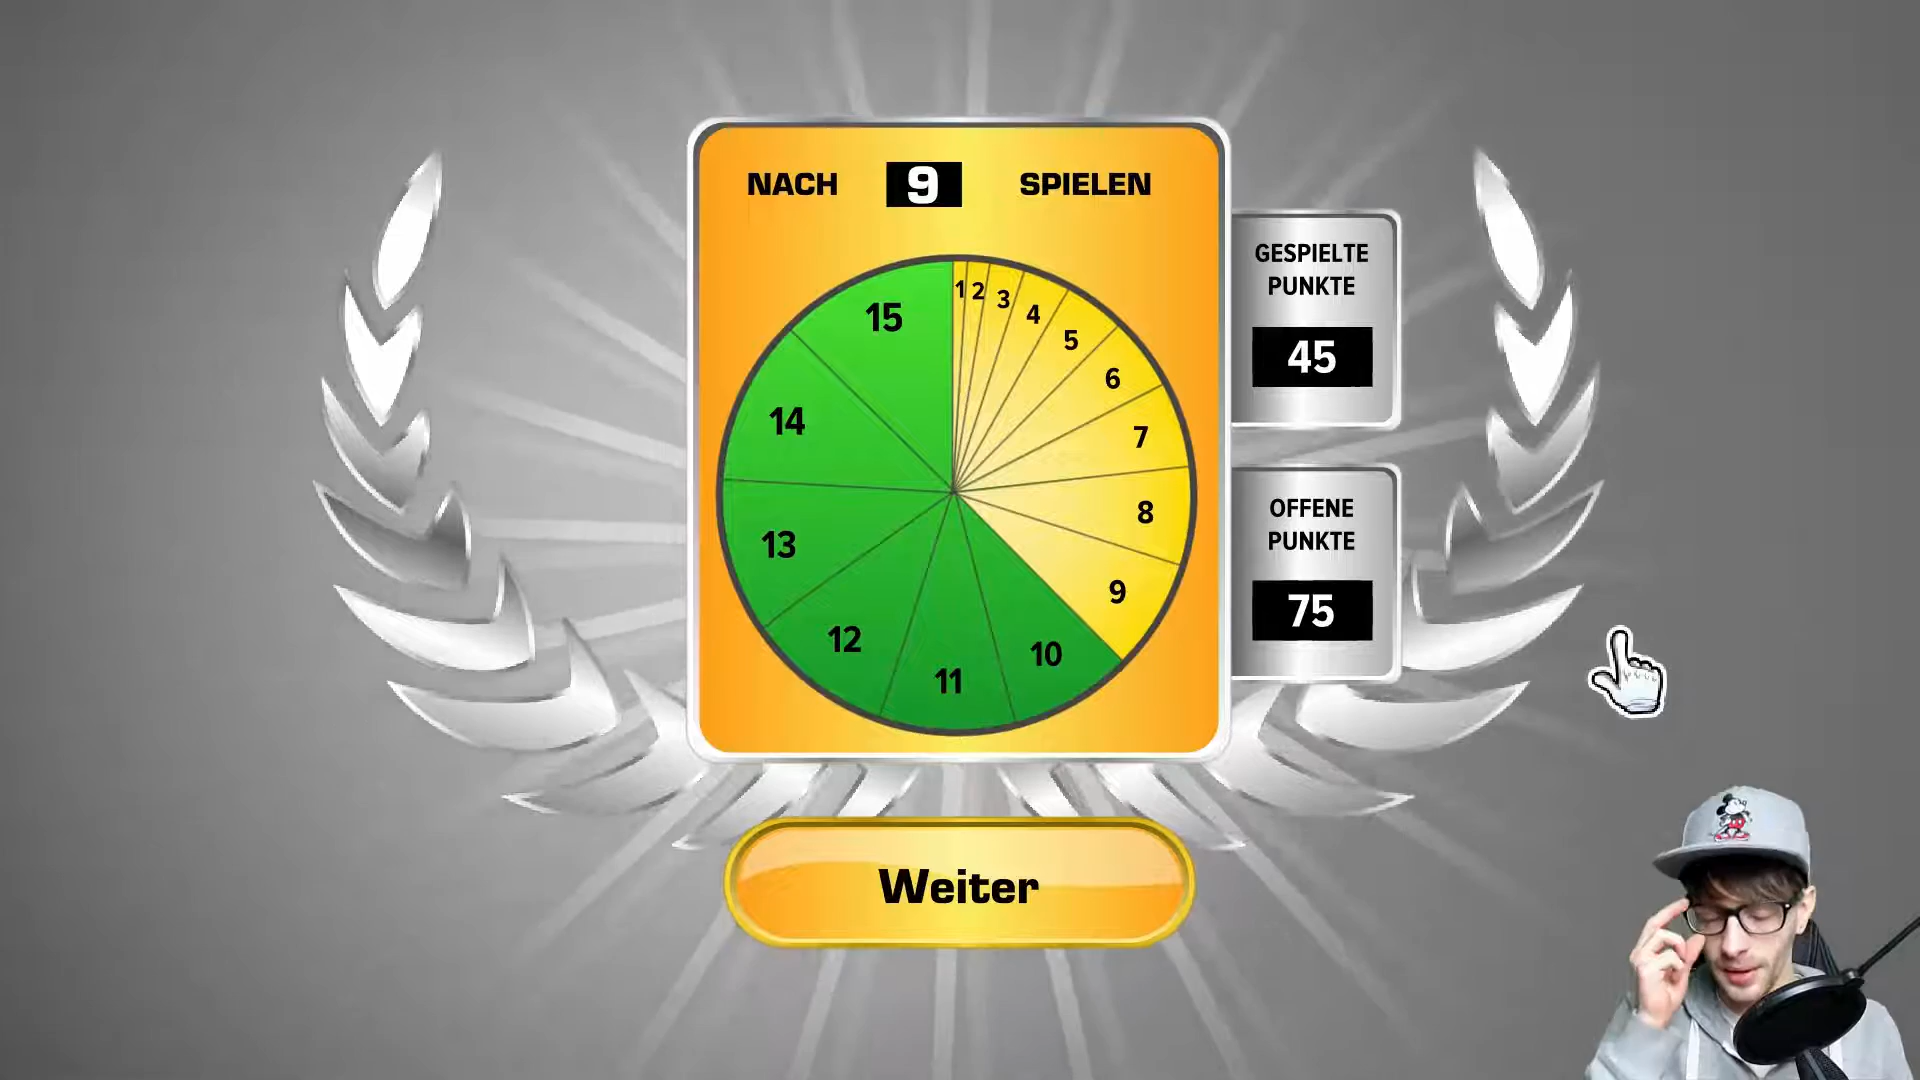 NACH 9 SPIELEN
1 2 3 4 5 6 7 8 9 10 11 12 13 14 15
GESPIELTE
PUNKTE
45
OFFENE
PUNKTE
75
Weiter